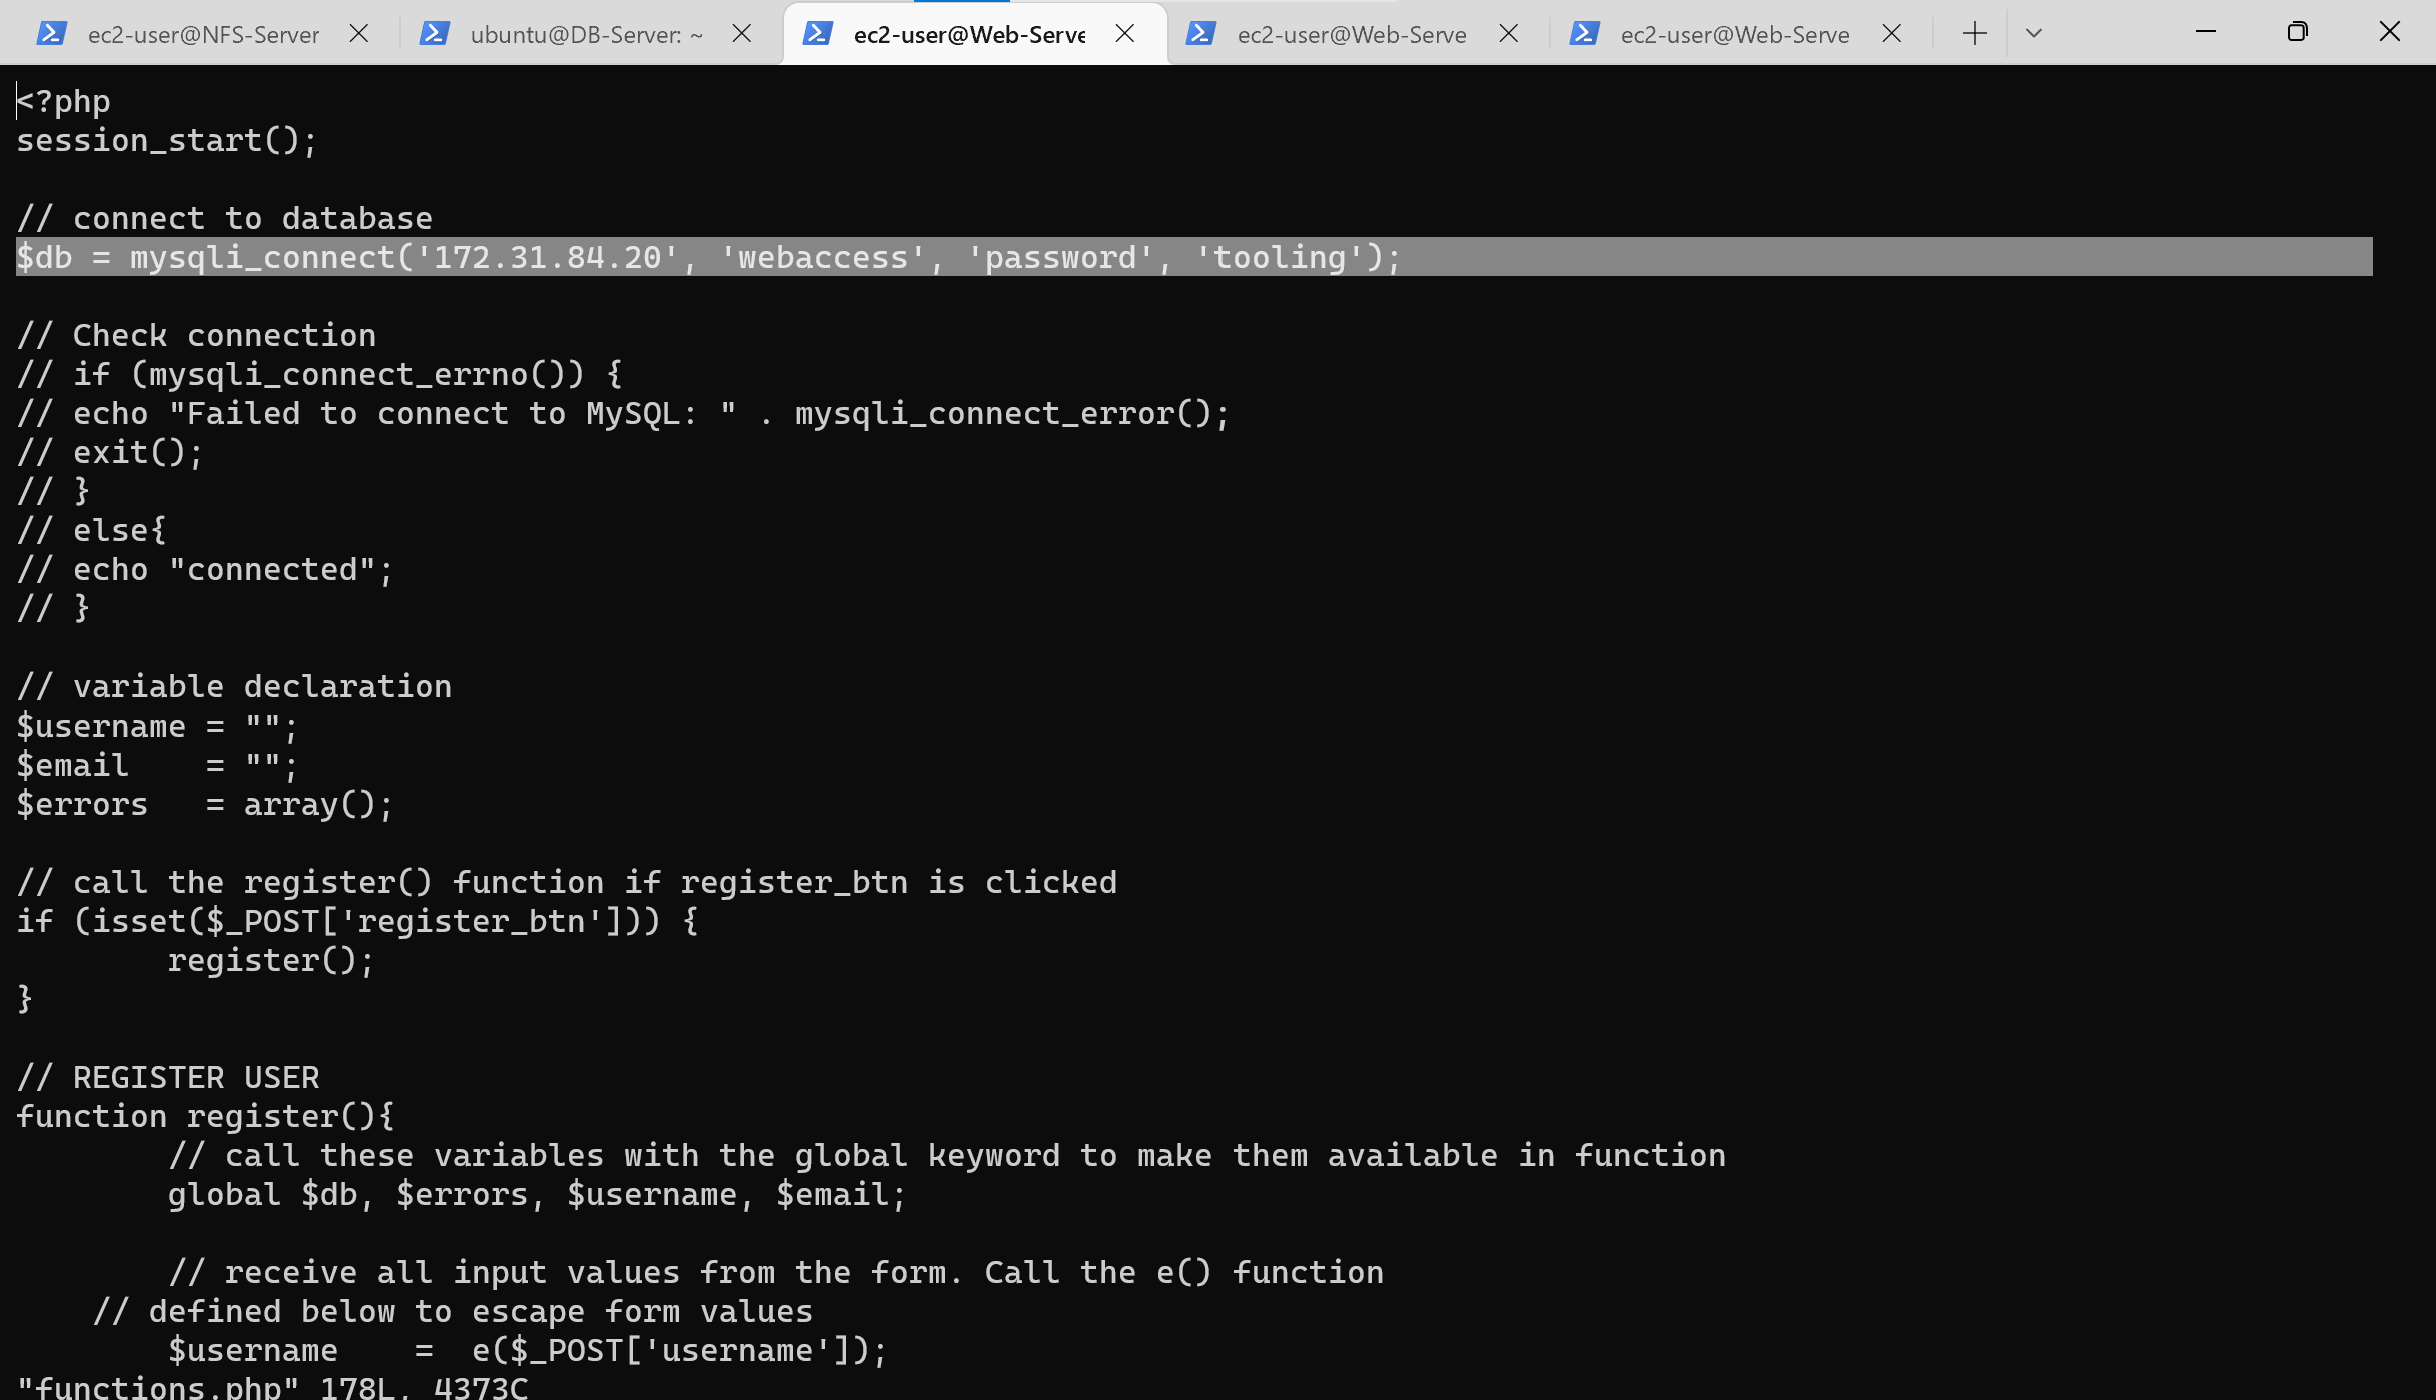 ec2-user@NFS-Server
ubuntu@DB-Server: ~
ec2-user@Web-Serve
ec2-user@Web-Serve
ec2-user@Web-Serve
<?php
session_start();
// connect to database
$db = mysqli_connect('172.31.84.20', 'webaccess', 'password', 'tooling');
// Check connection
// if (mysqli_connect_errno()) {
// echo "Failed to connect to MySQL: " . mysqli_connect_error();
// exit();
// }
// else{
// echo "connected";
// }
// variable declaration
$username = "";
$email    = "";
$errors   = array();
// call the register() function if register_btn is clicked
if (isset($_POST['register_btn'])) {
        register();
}
// REGISTER USER
function register(){
        // call these variables with the global keyword to make them available in function
        global $db, $errors, $username, $email;
        // receive all input values from the form. Call the e() function
    // defined below to escape form values
        $username    =  e($_POST['username']);
"functions.php" 178L, 4373C